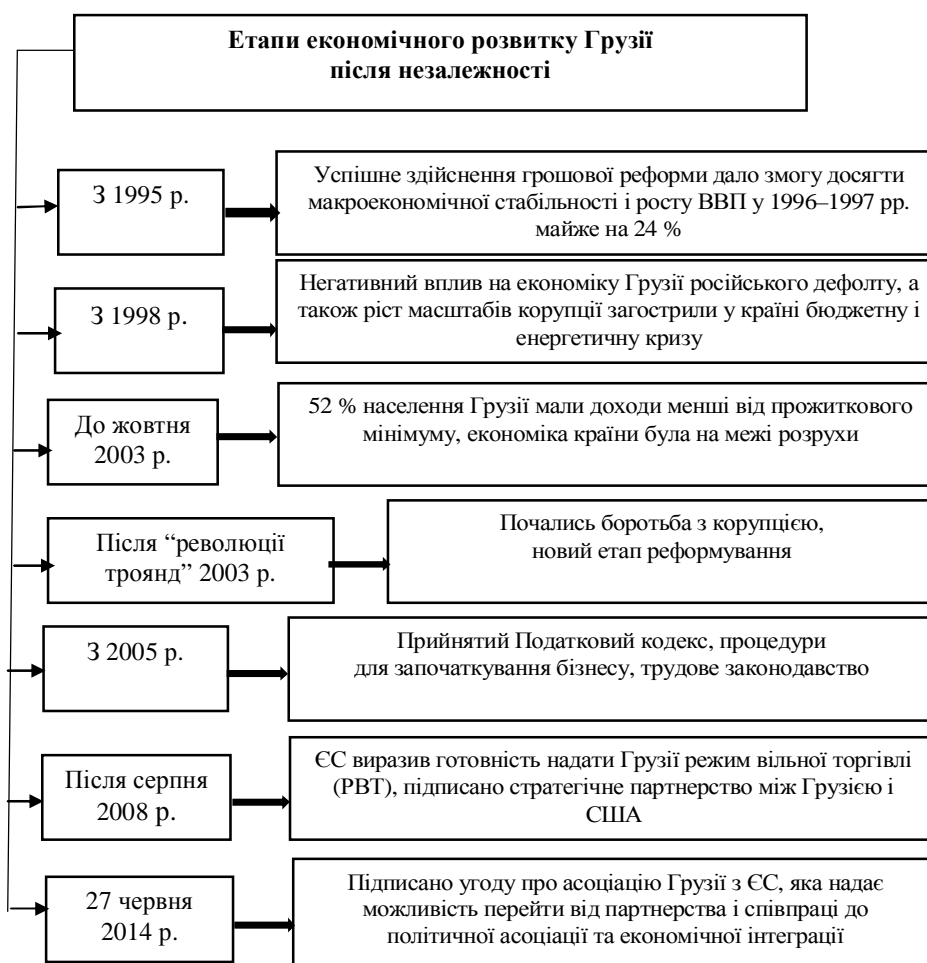 Етапи економічного розвитку Грузії
після незалежності
З 1995 р.
Успішне здійснення грошової реформи дало змогу досягти
макроекономічної стабільності і росту ВВП у 1996–1997 рр.
майже на 24 %
З 1998 р.
Негативний вплив на економіку Грузії російського дефолту, а
також ріст масштабів корупції загострили у країні бюджетну і
енергетичну кризу
До жовтня
2003 р.
52 % населення Грузії мали доходи менші від прожиткового
мінімуму, економіка країни була на межі розрухи
Після “революції
троянд” 2003 р.
Почались боротьба з корупцією,
новий етап реформування
З 2005 р.
Прийнятий Податковий кодекс, процедури
для започаткування бізнесу, трудове законодавство
Після серпня
2008 р.
ЄС виразив готовність надати Грузії режим вільної торгівлі
(РВТ), підписано стратегічне партнерство між Грузією і
США
27 червня
2014 р.
Підписано угоду про асоціацію Грузії з ЄС, яка надає
можливість перейти від партнерства і співпраці до
політичної асоціації та економічної інтеграції